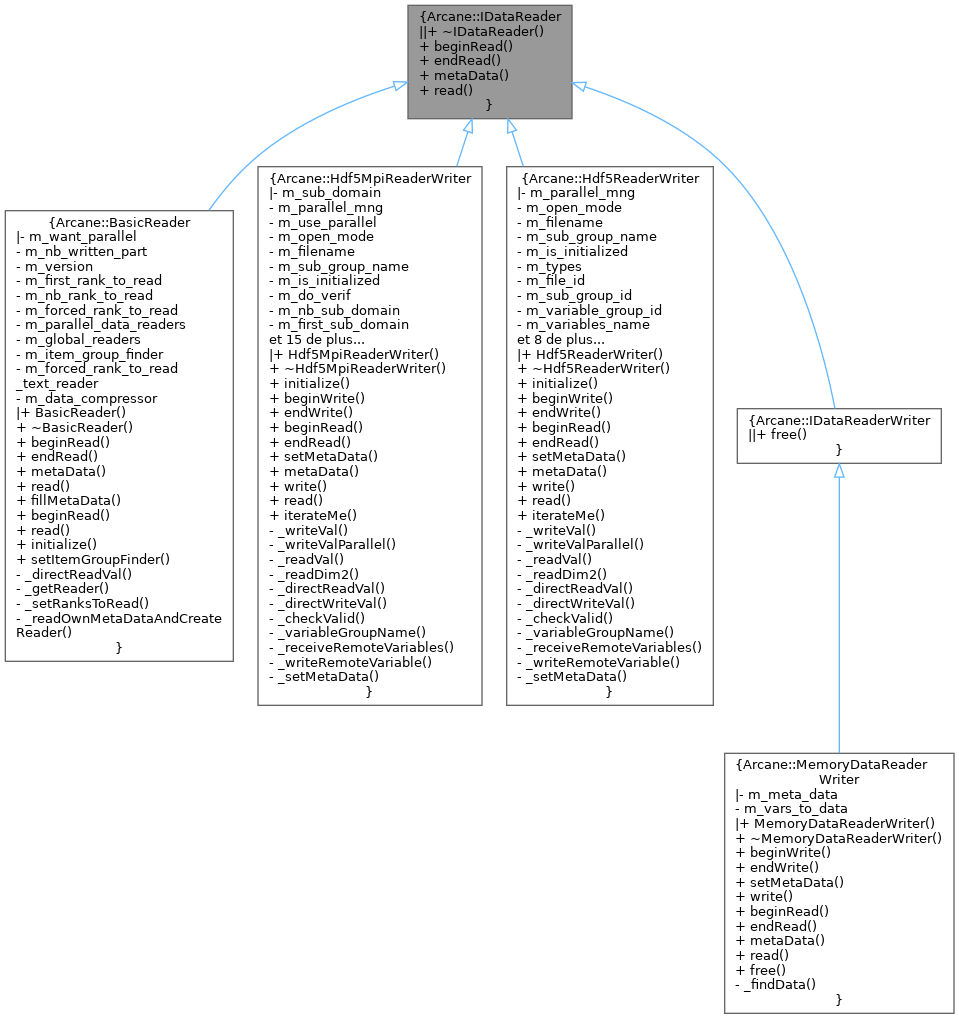 {Arcane::IDataReader
||+ ~IDataReader()
+ beginRead()
+ endRead()
+ metaData()
+ read()
}
{Arcane::BasicReader
|- m_want_parallel
- m_nb_written_part
- m_version
- m_first_rank_to_read
- m_nb_rank_to_read
- m_forced_rank_to_read
- m_parallel_data_readers
- m_global_readers
- m_item_group_finder
- m_forced_rank_to_read
_text_reader
- m_data_compressor
|+ BasicReader()
+ ~BasicReader()
+ beginRead()
+ endRead()
+ metaData()
+ read()
+ fillMetaData()
+ beginRead()
+ read()
+ initialize()
+ setItemGroupFinder()
- _directReadVal()
- _getReader()
- _setRanksToRead()
- _readOwnMetaDataAndCreate
Reader()
}
{Arcane::Hdf5MpiReaderWriter
|- m_sub_domain
- m_parallel_mng
- m_use_parallel
- m_open_mode
- m_filename
- m_sub_group_name
- m_is_initialized
- m_do_verif
- m_nb_sub_domain
- m_first_sub_domain
et 15 de plus...
|+ Hdf5MpiReaderWriter()
+ ~Hdf5MpiReaderWriter()
+ initialize()
+ beginWrite()
+ endWrite()
+ beginRead()
+ endRead()
+ setMetaData()
+ metaData()
+ write()
+ read()
+ iterateMe()
- _writeVal()
- _writeValParallel()
- _readVal()
- _readDim2()
- _directReadVal()
- _directWriteVal()
- _checkValid()
- _variableGroupName()
- _receiveRemoteVariables()
- _writeRemoteVariable()
- _setMetaData()
}
{Arcane::Hdf5ReaderWriter
|- m_parallel_mng
- m_open_mode
- m_filename
- m_sub_group_name
- m_is_initialized
- m_types
- m_file_id
- m_sub_group_id
- m_variable_group_id
- m_variables_name
et 8 de plus...
|+ Hdf5ReaderWriter()
+ ~Hdf5ReaderWriter()
+ initialize()
+ beginWrite()
+ endWrite()
+ beginRead()
+ endRead()
+ setMetaData()
+ metaData()
+ write()
+ read()
+ iterateMe()
- _writeVal()
- _writeValParallel()
- _readVal()
- _readDim2()
- _directReadVal()
- _directWriteVal()
- _checkValid()
- _variableGroupName()
- _receiveRemoteVariables()
- _writeRemoteVariable()
- _setMetaData()
}
{Arcane::IDataReaderWriter
||+ free()
}
{Arcane::MemoryDataReader
Writer
|- m_meta_data
- m_vars_to_data
|+ MemoryDataReaderWriter()
+ ~MemoryDataReaderWriter()
+ beginWrite()
+ endWrite()
+ setMetaData()
+ write()
+ beginRead()
+ endRead()
+ metaData()
+ read()
+ free()
- _findData()
}